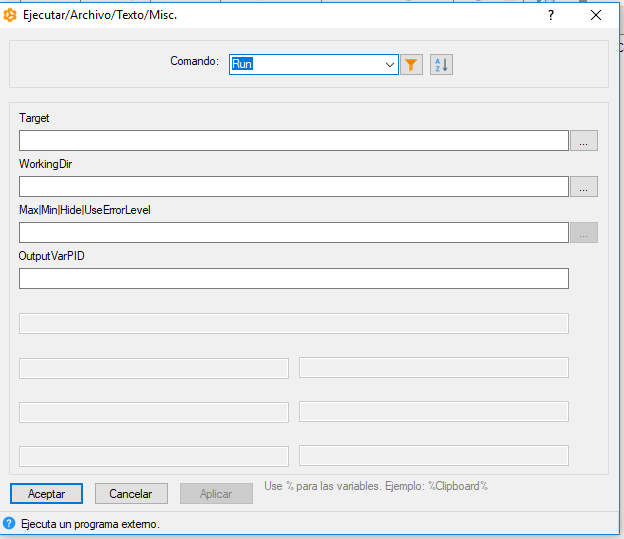 Ejecutar/Archivo/Texto/Misc.
?
Comando: Run
Target
...
WorkingDir
...
Max|Min|Hide|UseErrorLevel
...
OutputVarPID
Aceptar Cancelar Aplicar Use % para las variables. Ejemplo: %Clipboard%
? Ejecuta un programa externo.